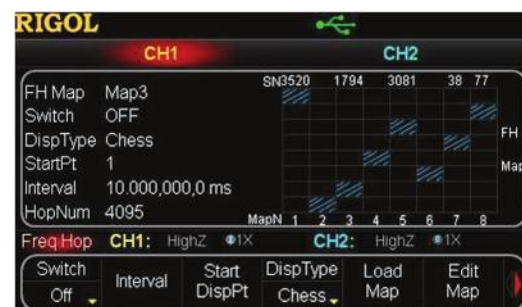 RIGOL
CH1 CH2
SN3520 1794 3081 38 77
FH Map Map3
Switch OFF
DispType Chess
StartPt 1
Interval 10.000,000,0 ms
HopNum 4095
FH
Map
MapN 1 2 3 4 5 6 7 8
Freq Hop CH1: HighZ 1X CH2: HighZ 1X
Switch Off
Interval
Start DispPt
DispType Chess
Load Map
Edit Map